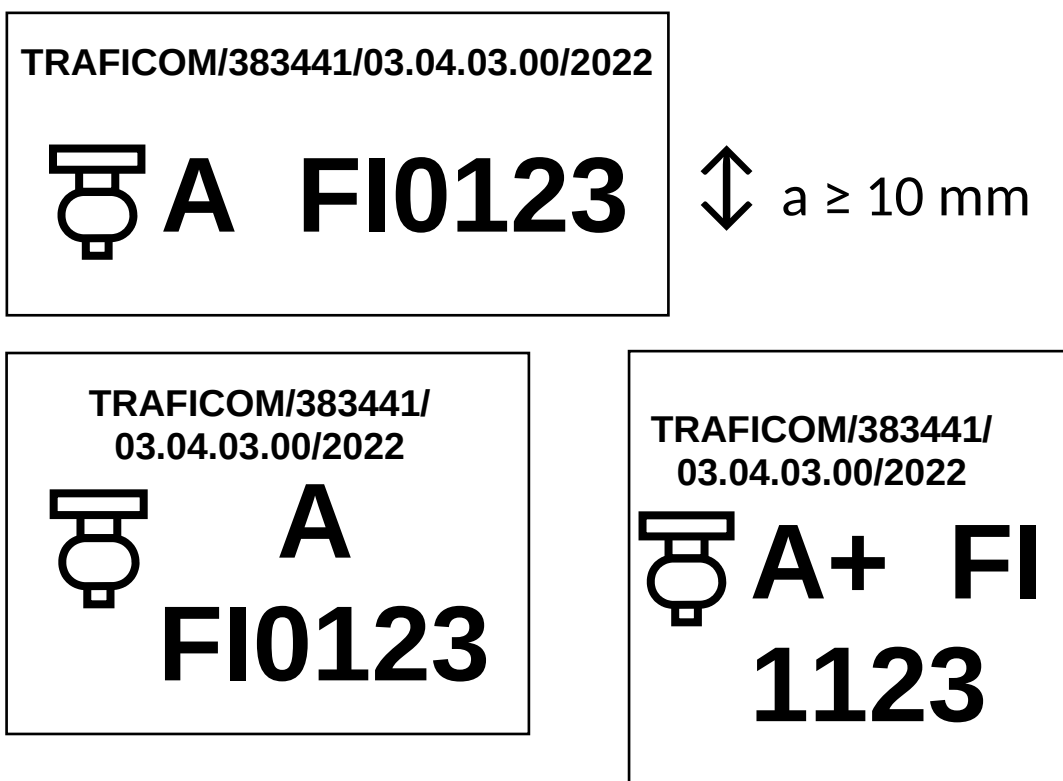 TRAFICOM/383441/03.04.03.00/2022
A FI0123
a ≥ 10 mm
TRAFICOM/383441/
03.04.03.00/2022
A
FI0123
TRAFICOM/383441/
03.04.03.00/2022
A+ FI
1123